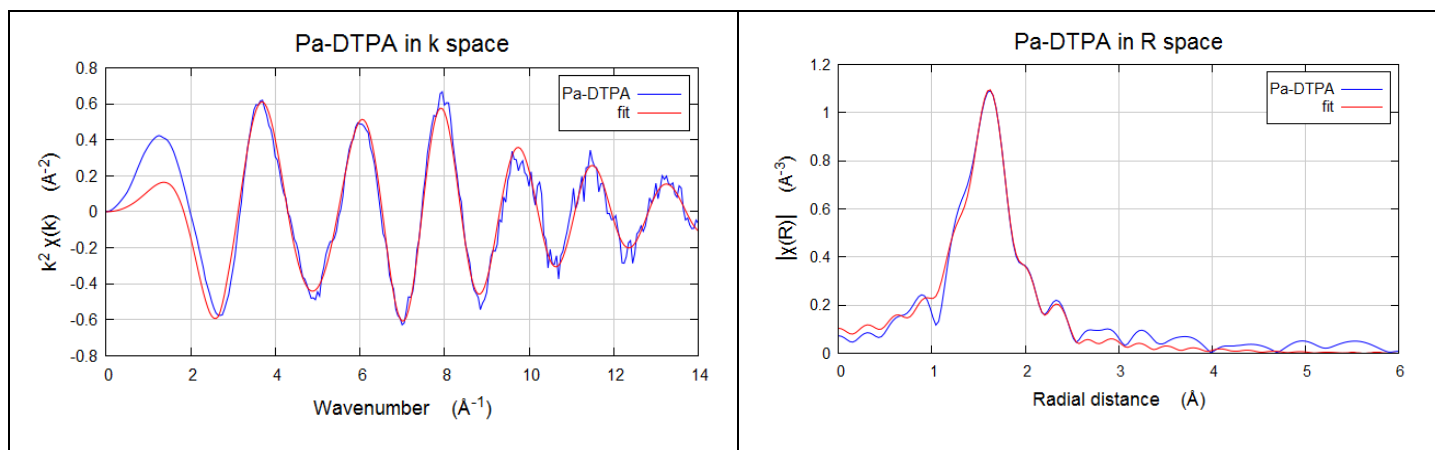 Pa-DTPA in k space
0.8
0.6
0.4
0.2
0
-0.2
-0.4
-0.6
-0.8
k² χ(k) (A⁻²)
Pa-DTPA
fit
0 2 4 6 8 10 12 14
Wavenumber (Å⁻¹)
Pa-DTPA in R space
1.2
1
0.8
0.6
0.4
0.2
0
|χ(R)| (A⁻³)
Pa-DTPA
fit
0 1 2 3 4 5 6
Radial distance (Å)